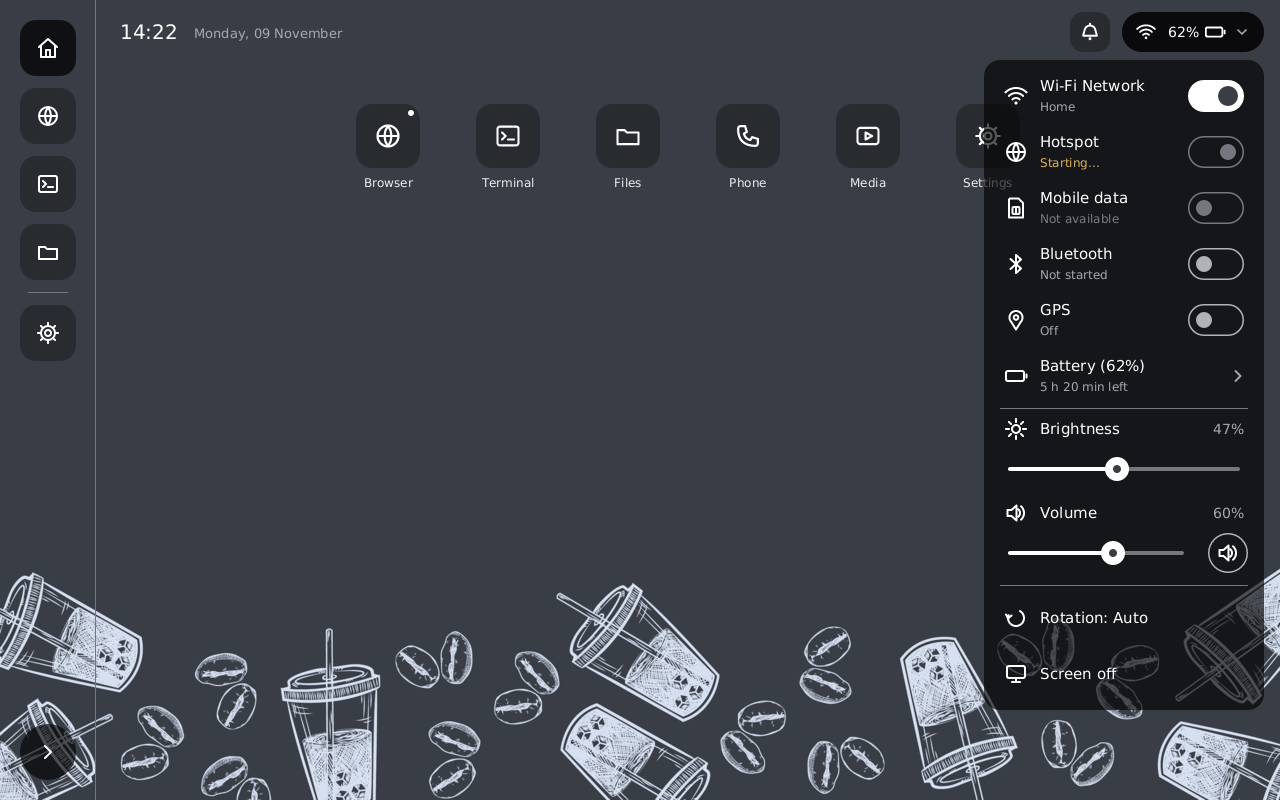 14:22 Monday, 09 November
62%
Browser
Terminal
Files
Phone
Media
Settings
Wi-Fi Network
Home
Hotspot
Starting...
Mobile data
Not available
Bluetooth
Not started
GPS
Off
Battery (62%)
5 h 20 min left
Brightness 47%
Volume 60%
Rotation: Auto
Screen off